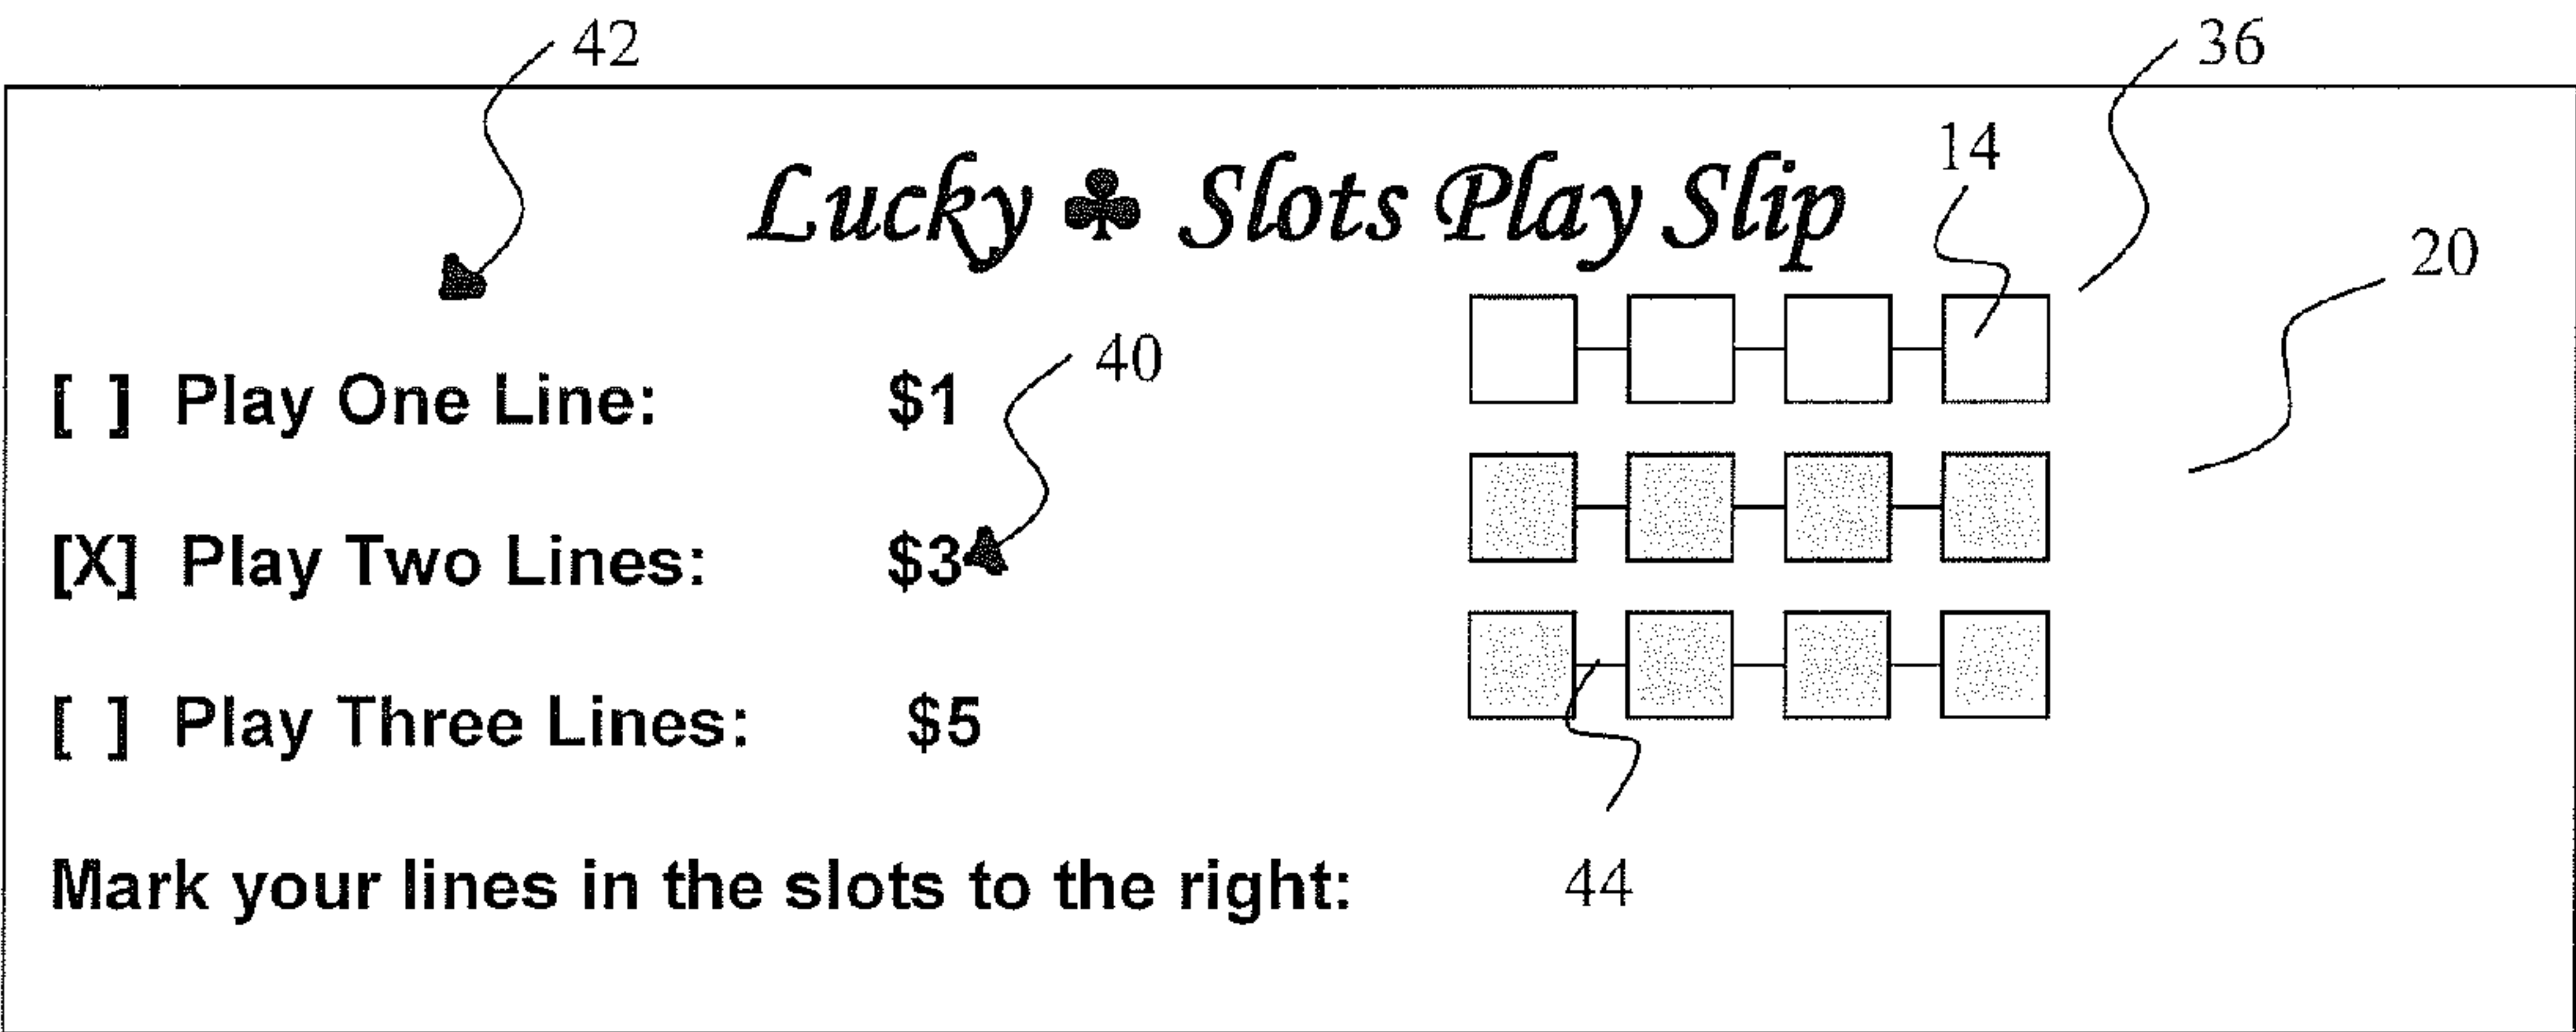 42
36
Lucky ♣ Slots Play Slip
14
20
40
[ ] Play One Line: $1
[X] Play Two Lines: $3
[ ] Play Three Lines: $5
Mark your lines in the slots to the right:
44